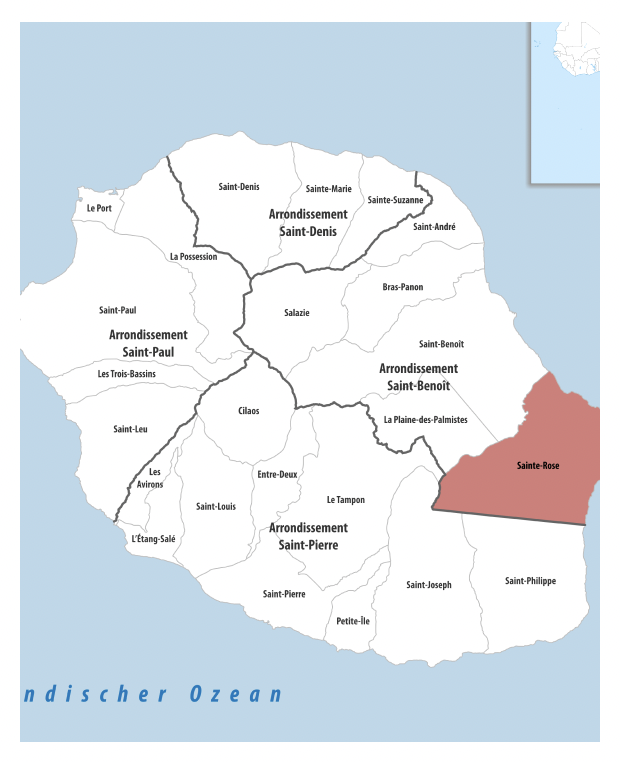 Saint-Denis
Sainte-Marie
Sainte-Suzanne
Le Port
Arrondissement
Saint-Denis
Saint-André
La Possession
Bras-Panon
Saint-Paul
Salazie
Arrondissement
Saint-Paul
Saint-Benoît
Les Trois-Bassins
Arrondissement
Saint-Benoît
Cilaos
La Plaine-des-Palmistes
Saint-Leu
Sainte-Rose
Les
Avirons
Entre-Deux
Le Tampon
Saint-Louis
Arrondissement
Saint-Pierre
L'Étang-Salé
Saint-Joseph
Saint-Philippe
Saint-Pierre
Petite-Île
ndischer Ozean